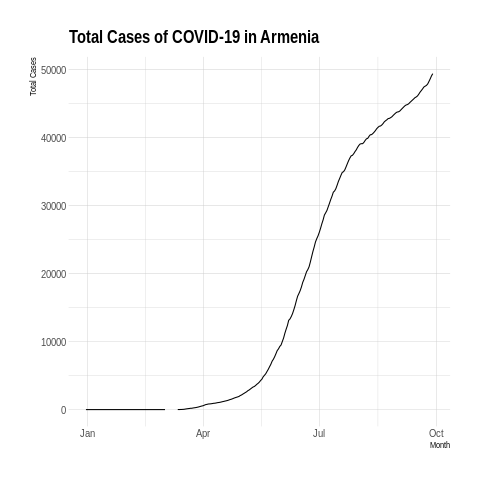 Total Cases of COVID-19 in Armenia
Total Cases
50000
40000
30000
20000
10000
0
Jan Apr Jul Oct
Month